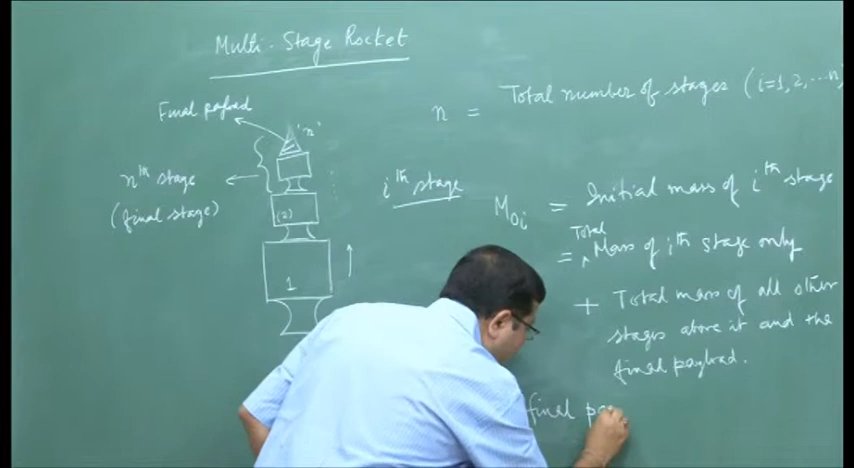 Multi-Stage Rocket
n = Total number of stages (i=1,2,...n)
Final payload
'n'
nth stage
(final stage)
(2)
1
ith stage
M0i = Initial mass of ith stage
= Total Mass of ith stage only
+ Total mass of all other
stages above it and the
final payload.
final pa